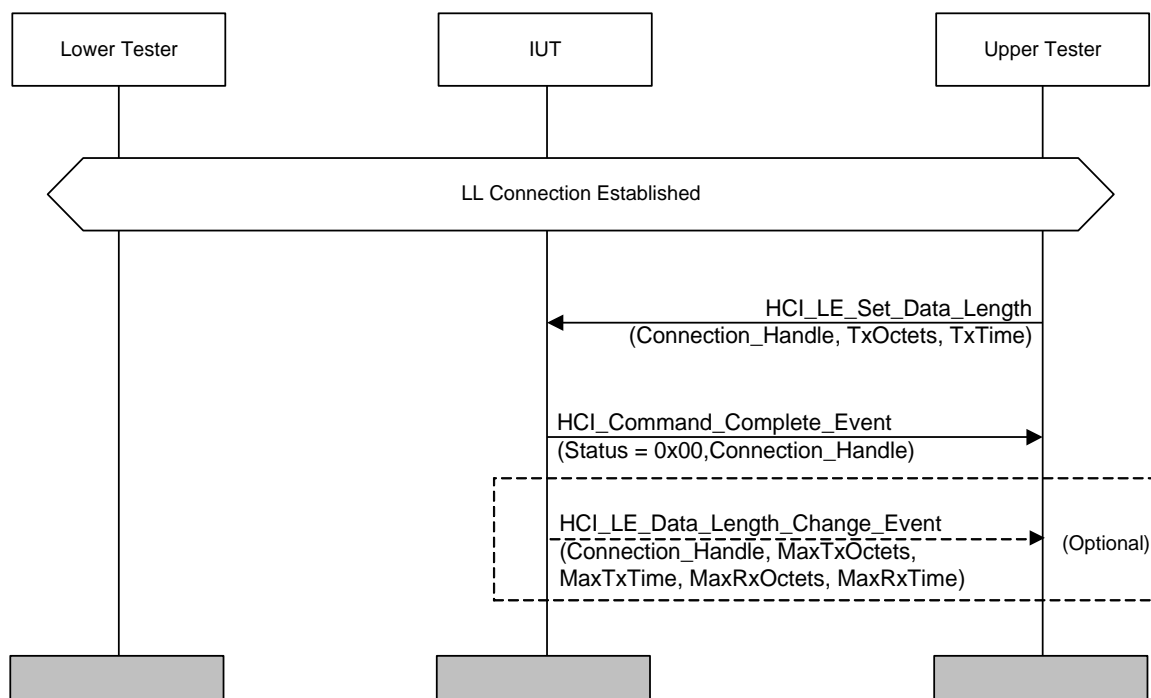 Lower Tester
IUT
Upper Tester
LL Connection Established
HCI_LE_Set_Data_Length
(Connection_Handle, TxOctets, TxTime)
HCI_Command_Complete_Event
(Status = 0x00,Connection_Handle)
HCI_LE_Data_Length_Change_Event
(Connection_Handle, MaxTxOctets,
MaxTxTime, MaxRxOctets, MaxRxTime)
(Optional)